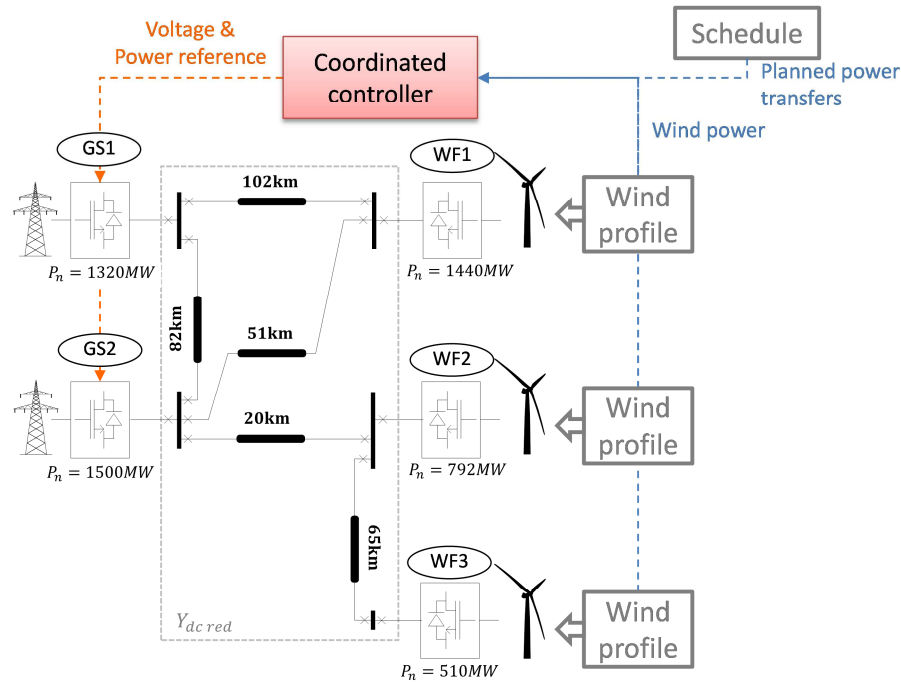 Schedule
Voltage &
Power reference
Coordinated
controller
Planned power
transfers
Wind power
GS1
WF1
102km
Wind
profile
P_n = 1320MW
P_n = 1440MW
82km
51km
GS2
WF2
20km
Wind
profile
P_n = 1500MW
P_n = 792MW
65km
WF3
Wind
profile
Y_{dc red}
P_n = 510MW